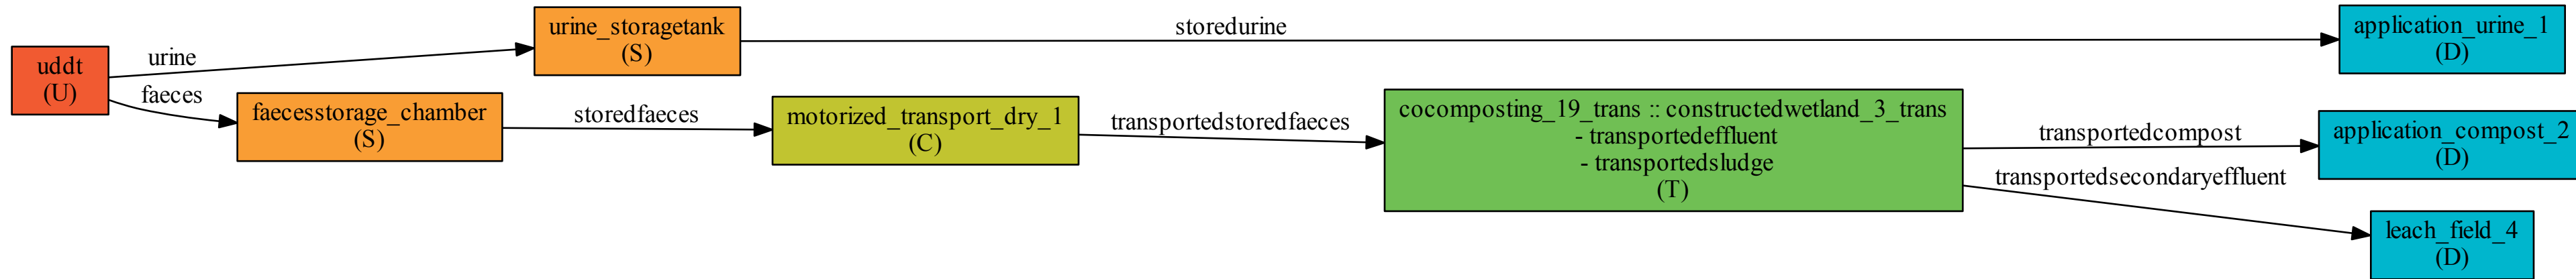 uddt
(U)
urine
faeces
urine_storagetank
(S)
faecesstorage_chamber
(S)
storedurine
storedfaeces
motorized_transport_dry_1
(C)
transportedstoredfaeces
cocomposting_19_trans :: constructedwetland_3_trans
- transportedeffluent
- transportedsludge
(T)
transportedcompost
transportedsecondaryeffluent
application_urine_1
(D)
application_compost_2
(D)
leach_field_4
(D)